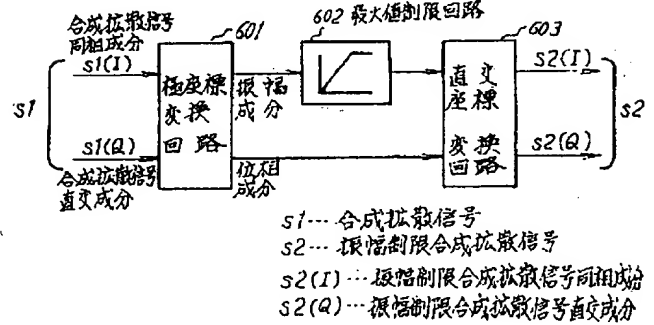 合成拡散信号
同相成分
601
602 最大値制限回路
603
s1(I)
極座標
変換
回路
振幅
成分
直交
座標
変換
回路
s2(I)
s1
s2
s1(Q)
s2(Q)
合成拡散信号
直交成分
位相
成分
s1…合成拡散信号
s2…振幅制限合成拡散信号
s2(I)…振幅制限合成拡散信号同相成分
s2(Q)…振幅制限合成拡散信号直交成分